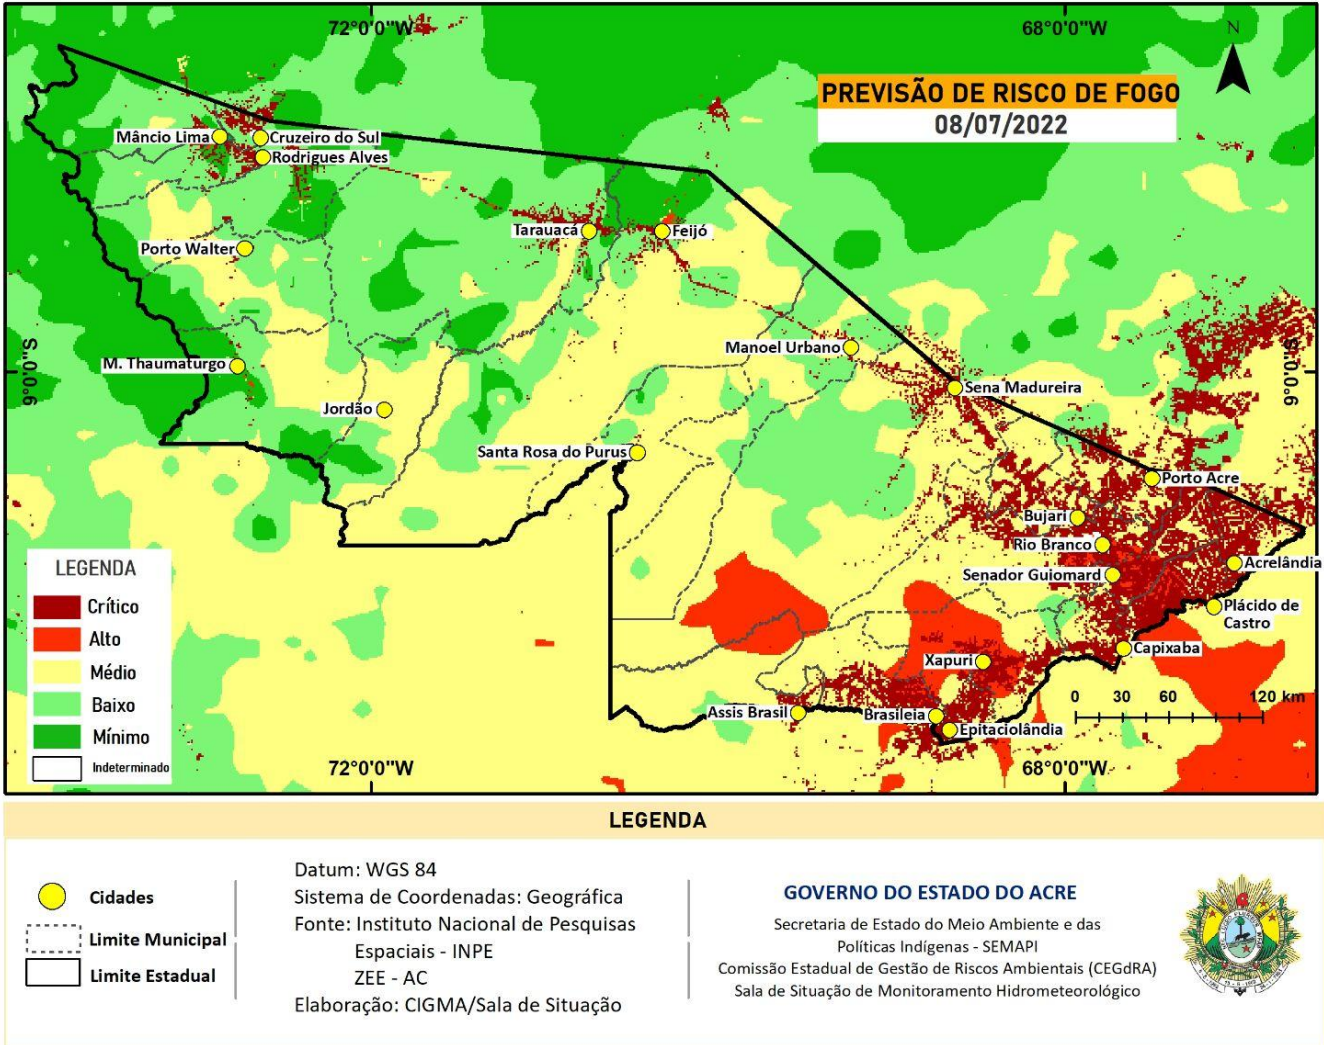 72°0'0"W
68°0'0"W
N
PREVISÃO DE RISCO DE FOGO
08/07/2022
Mâncio Lima
Cruzeiro do Sul
Rodrigues Alves
Tarauacá
Feijó
Porto Walter
Manoel Urbano
M. Thaumaturgo
9°0'0"S
9°0'0"S
Sena Madureira
Jordão
Santa Rosa do Purus
Porto Acre
Bujari
Rio Branco
Acrelândia
Senador Guiomard
Plácido de
Castro
Capixaba
Xapuri
Assis Brasil
Brasileia
Epitaciolândia
0 30 60 120 km
LEGENDA
Crítico
Alto
Médio
Baixo
Mínimo
Indeterminado
72°0'0"W
68°0'0"W
LEGENDA
Cidades
Limite Municipal
Limite Estadual
Datum: WGS 84
Sistema de Coordenadas: Geográfica
Fonte: Instituto Nacional de Pesquisas
Espaciais - INPE
ZEE - AC
Elaboração: CIGMA/Sala de Situação
GOVERNO DO ESTADO DO ACRE
Secretaria de Estado do Meio Ambiente e das
Políticas Indígenas - SEMAPI
Comissão Estadual de Gestão de Riscos Ambientais (CEGdRA)
Sala de Situação de Monitoramento Hidrometeorológico